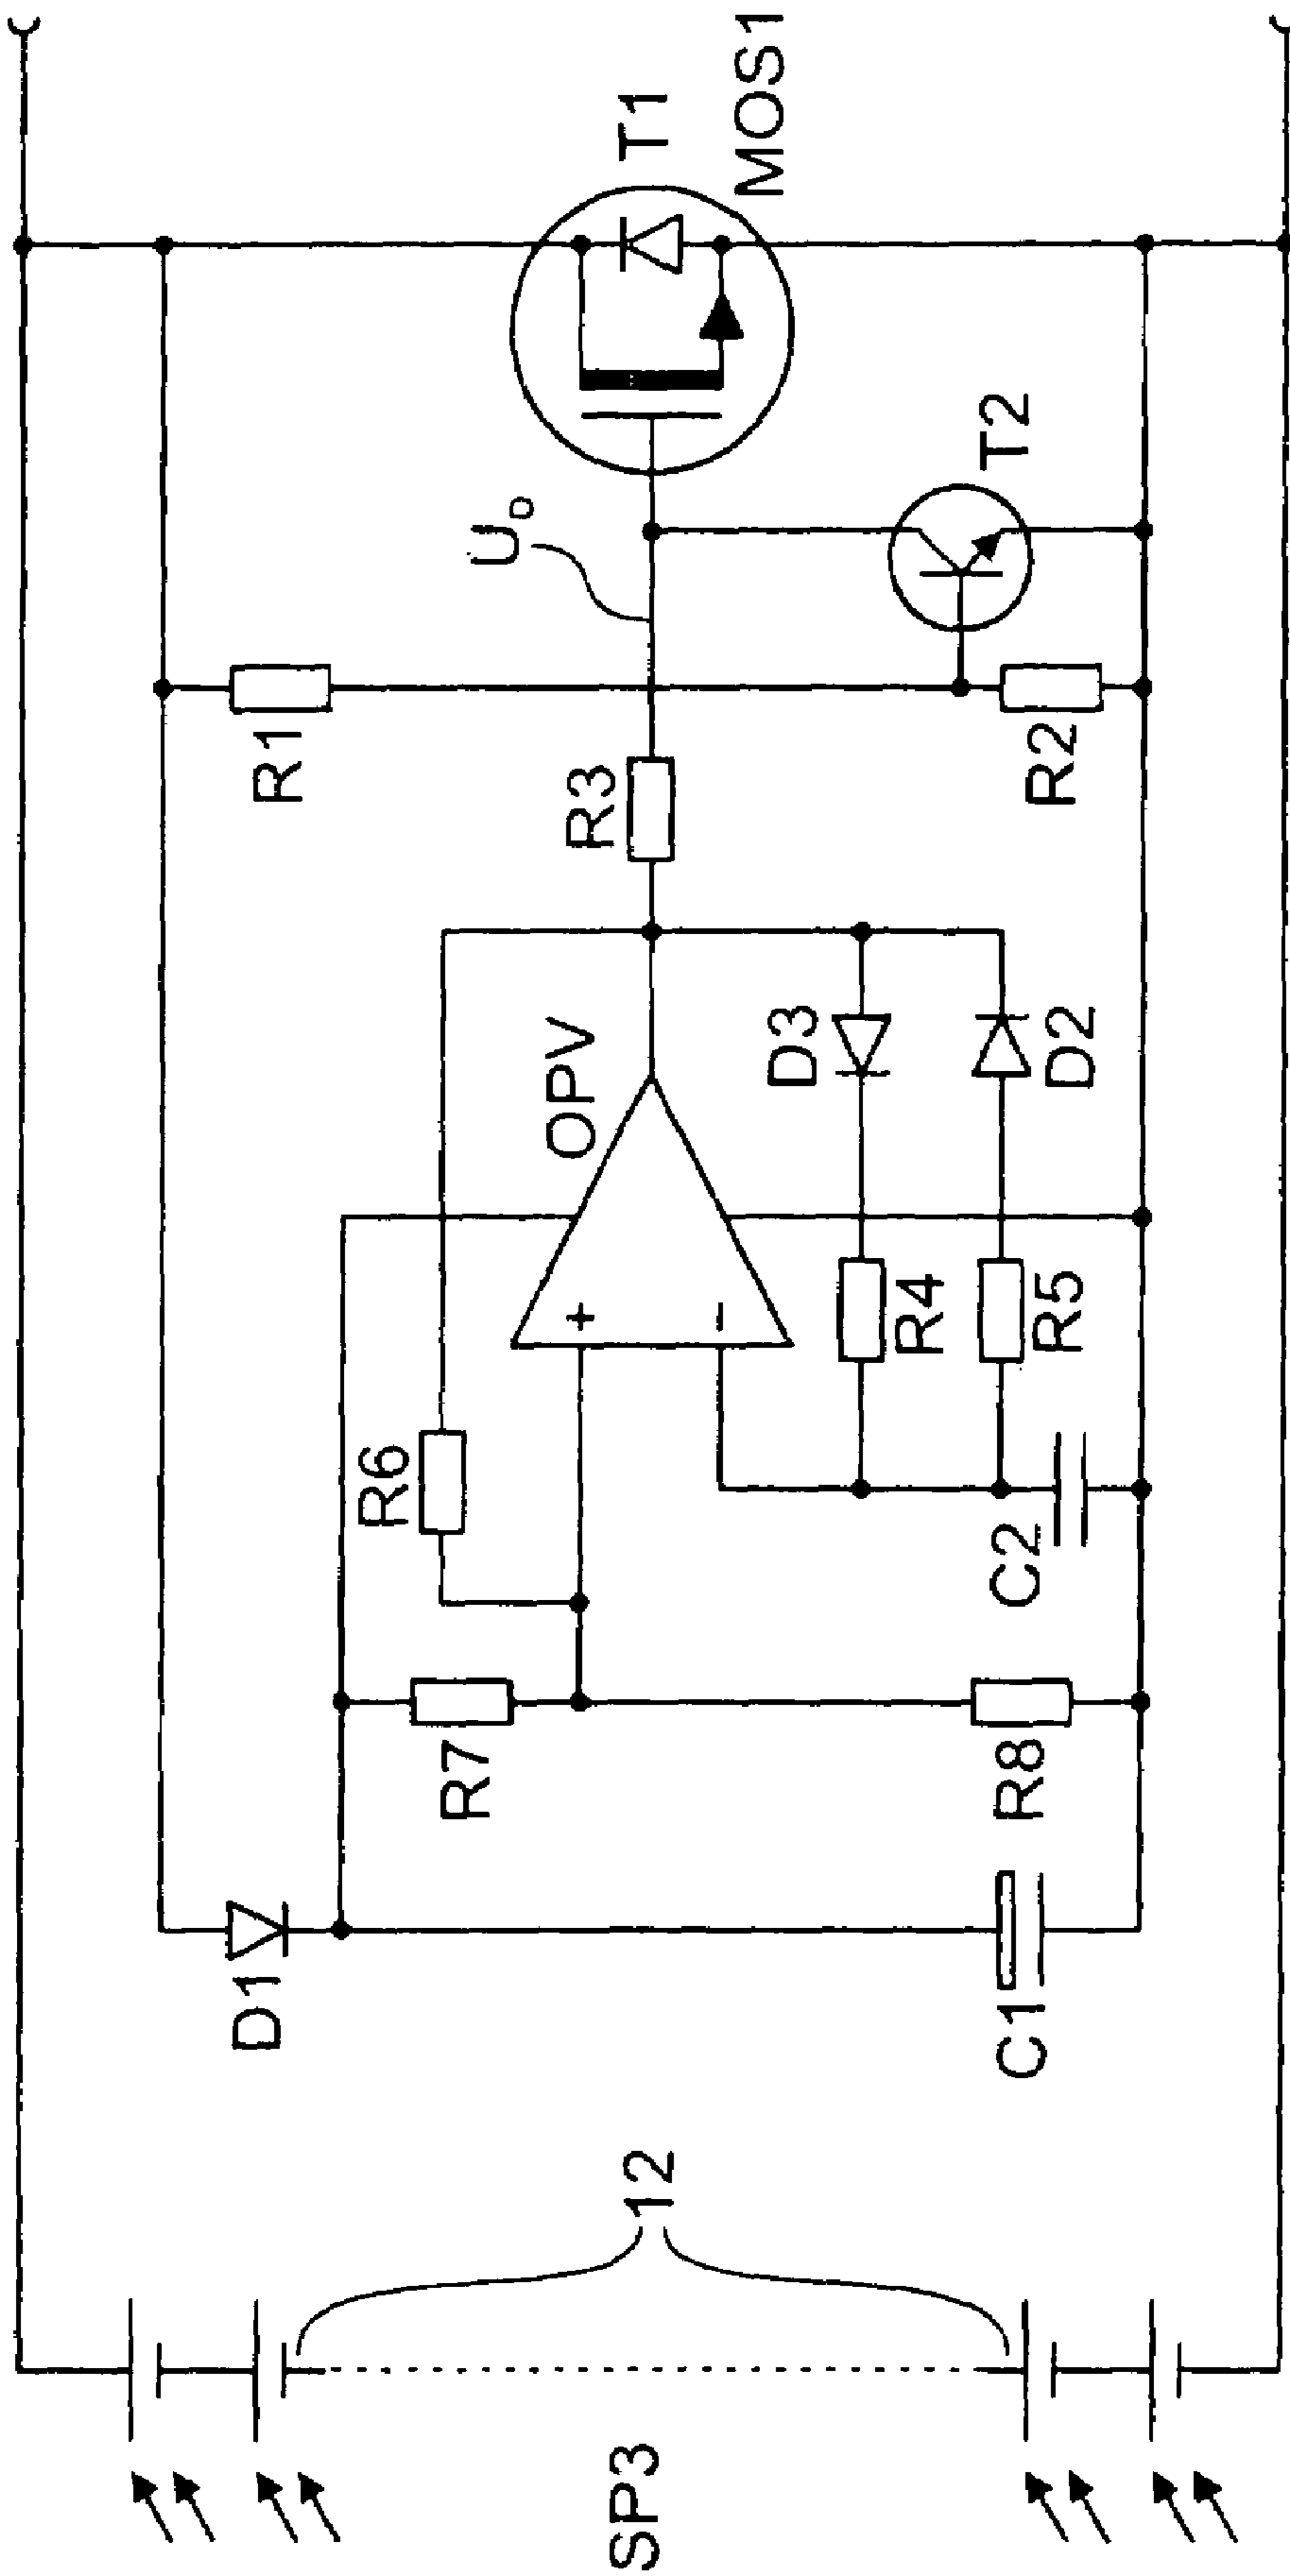 SP3
12
D1
C1
R7
R8
R6
C2
+
−
OPV
R4
R5
D3
D2
R3
R1
R2
Uo
T2
T1
MOS1